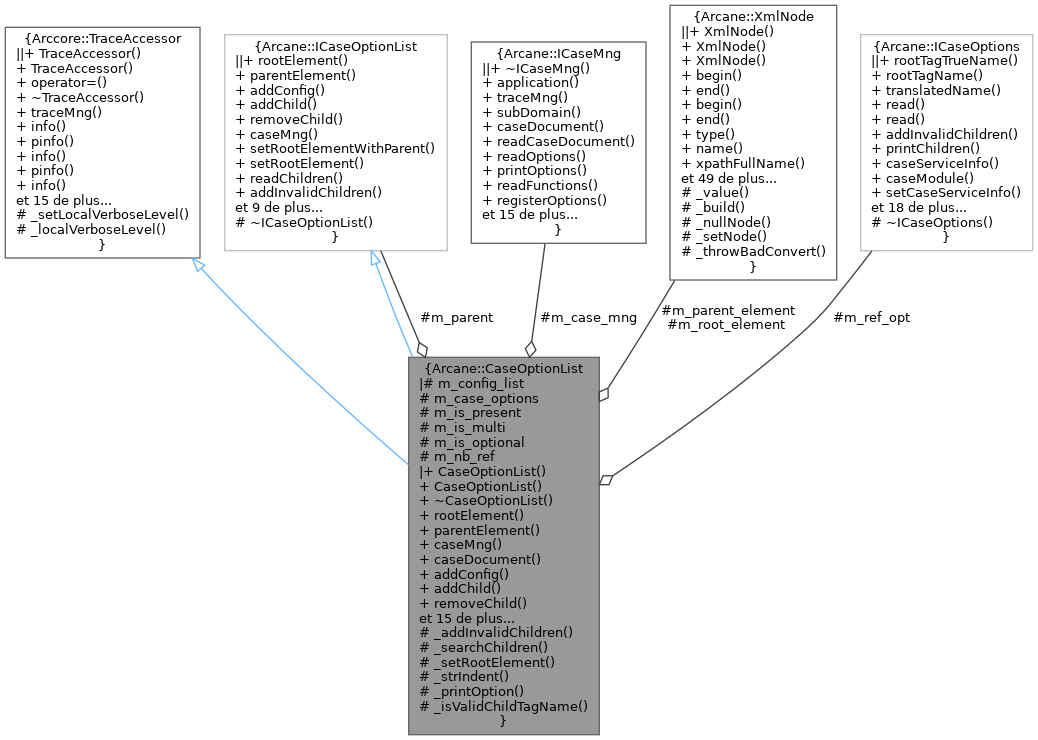 {Arccore::TraceAccessor
||+ TraceAccessor()
+ TraceAccessor()
+ operator=()
+ ~TraceAccessor()
+ traceMng()
+ info()
+ pinfo()
+ info()
+ pinfo()
+ info()
et 15 de plus...
# _setLocalVerboseLevel()
# _localVerboseLevel()
}
{Arcane::ICaseOptionList
||+ rootElement()
+ parentElement()
+ addConfig()
+ addChild()
+ removeChild()
+ caseMng()
+ setRootElementWithParent()
+ setRootElement()
+ readChildren()
+ addInvalidChildren()
et 9 de plus...
# ~ICaseOptionList()
}
{Arcane::ICaseMng
||+ ~ICaseMng()
+ application()
+ traceMng()
+ subDomain()
+ caseDocument()
+ readCaseDocument()
+ readOptions()
+ printOptions()
+ readFunctions()
+ registerOptions()
et 15 de plus...
}
{Arcane::XmlNode
||+ XmlNode()
+ XmlNode()
+ XmlNode()
+ begin()
+ end()
+ begin()
+ end()
+ type()
+ name()
+ xpathFullName()
et 49 de plus...
# _value()
# _build()
# _nullNode()
# _setNode()
# _throwBadConvert()
}
{Arcane::ICaseOptions
||+ rootTagTrueName()
+ rootTagName()
+ translatedName()
+ read()
+ read()
+ addInvalidChildren()
+ printChildren()
+ caseServiceInfo()
+ caseModule()
+ setCaseServiceInfo()
et 18 de plus...
# ~ICaseOptions()
}
#m_parent
#m_case_mng
#m_parent_element
#m_root_element
#m_ref_opt
{Arcane::CaseOptionList
|# m_config_list
# m_case_options
# m_is_present
# m_is_multi
# m_is_optional
# m_nb_ref
|+ CaseOptionList()
+ CaseOptionList()
+ ~CaseOptionList()
+ rootElement()
+ parentElement()
+ caseMng()
+ caseDocument()
+ addConfig()
+ addChild()
+ removeChild()
et 15 de plus...
# _addInvalidChildren()
# _searchChildren()
# _setRootElement()
# _strIndent()
# _printOption()
# _isValidChildTagName()
}